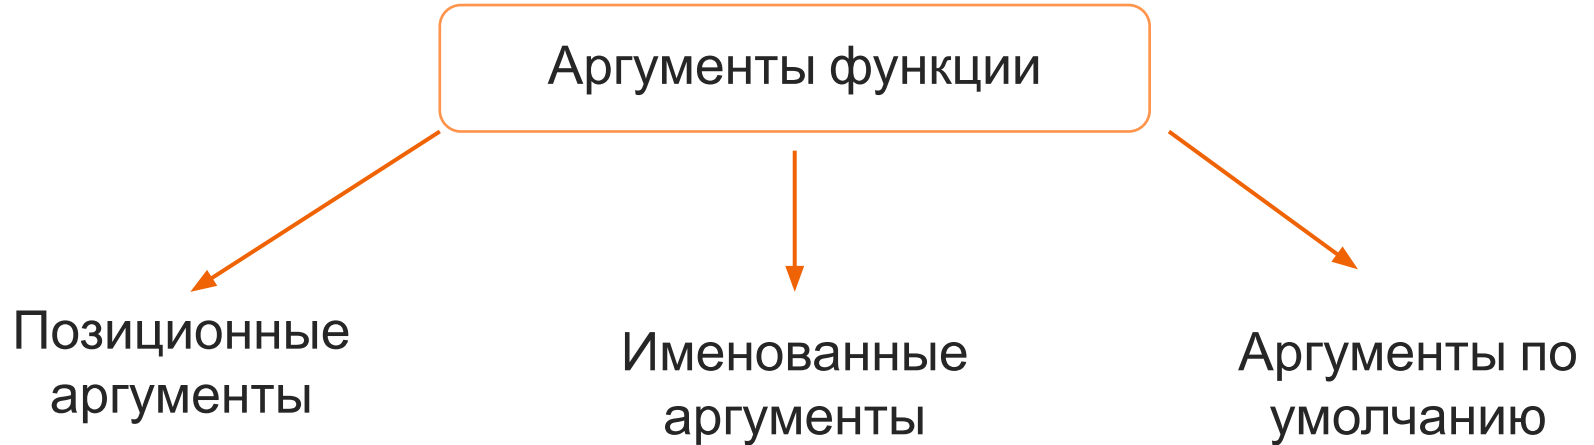 Аргументы функции
Позиционные
аргументы
Именованные
аргументы
Аргументы по
умолчанию